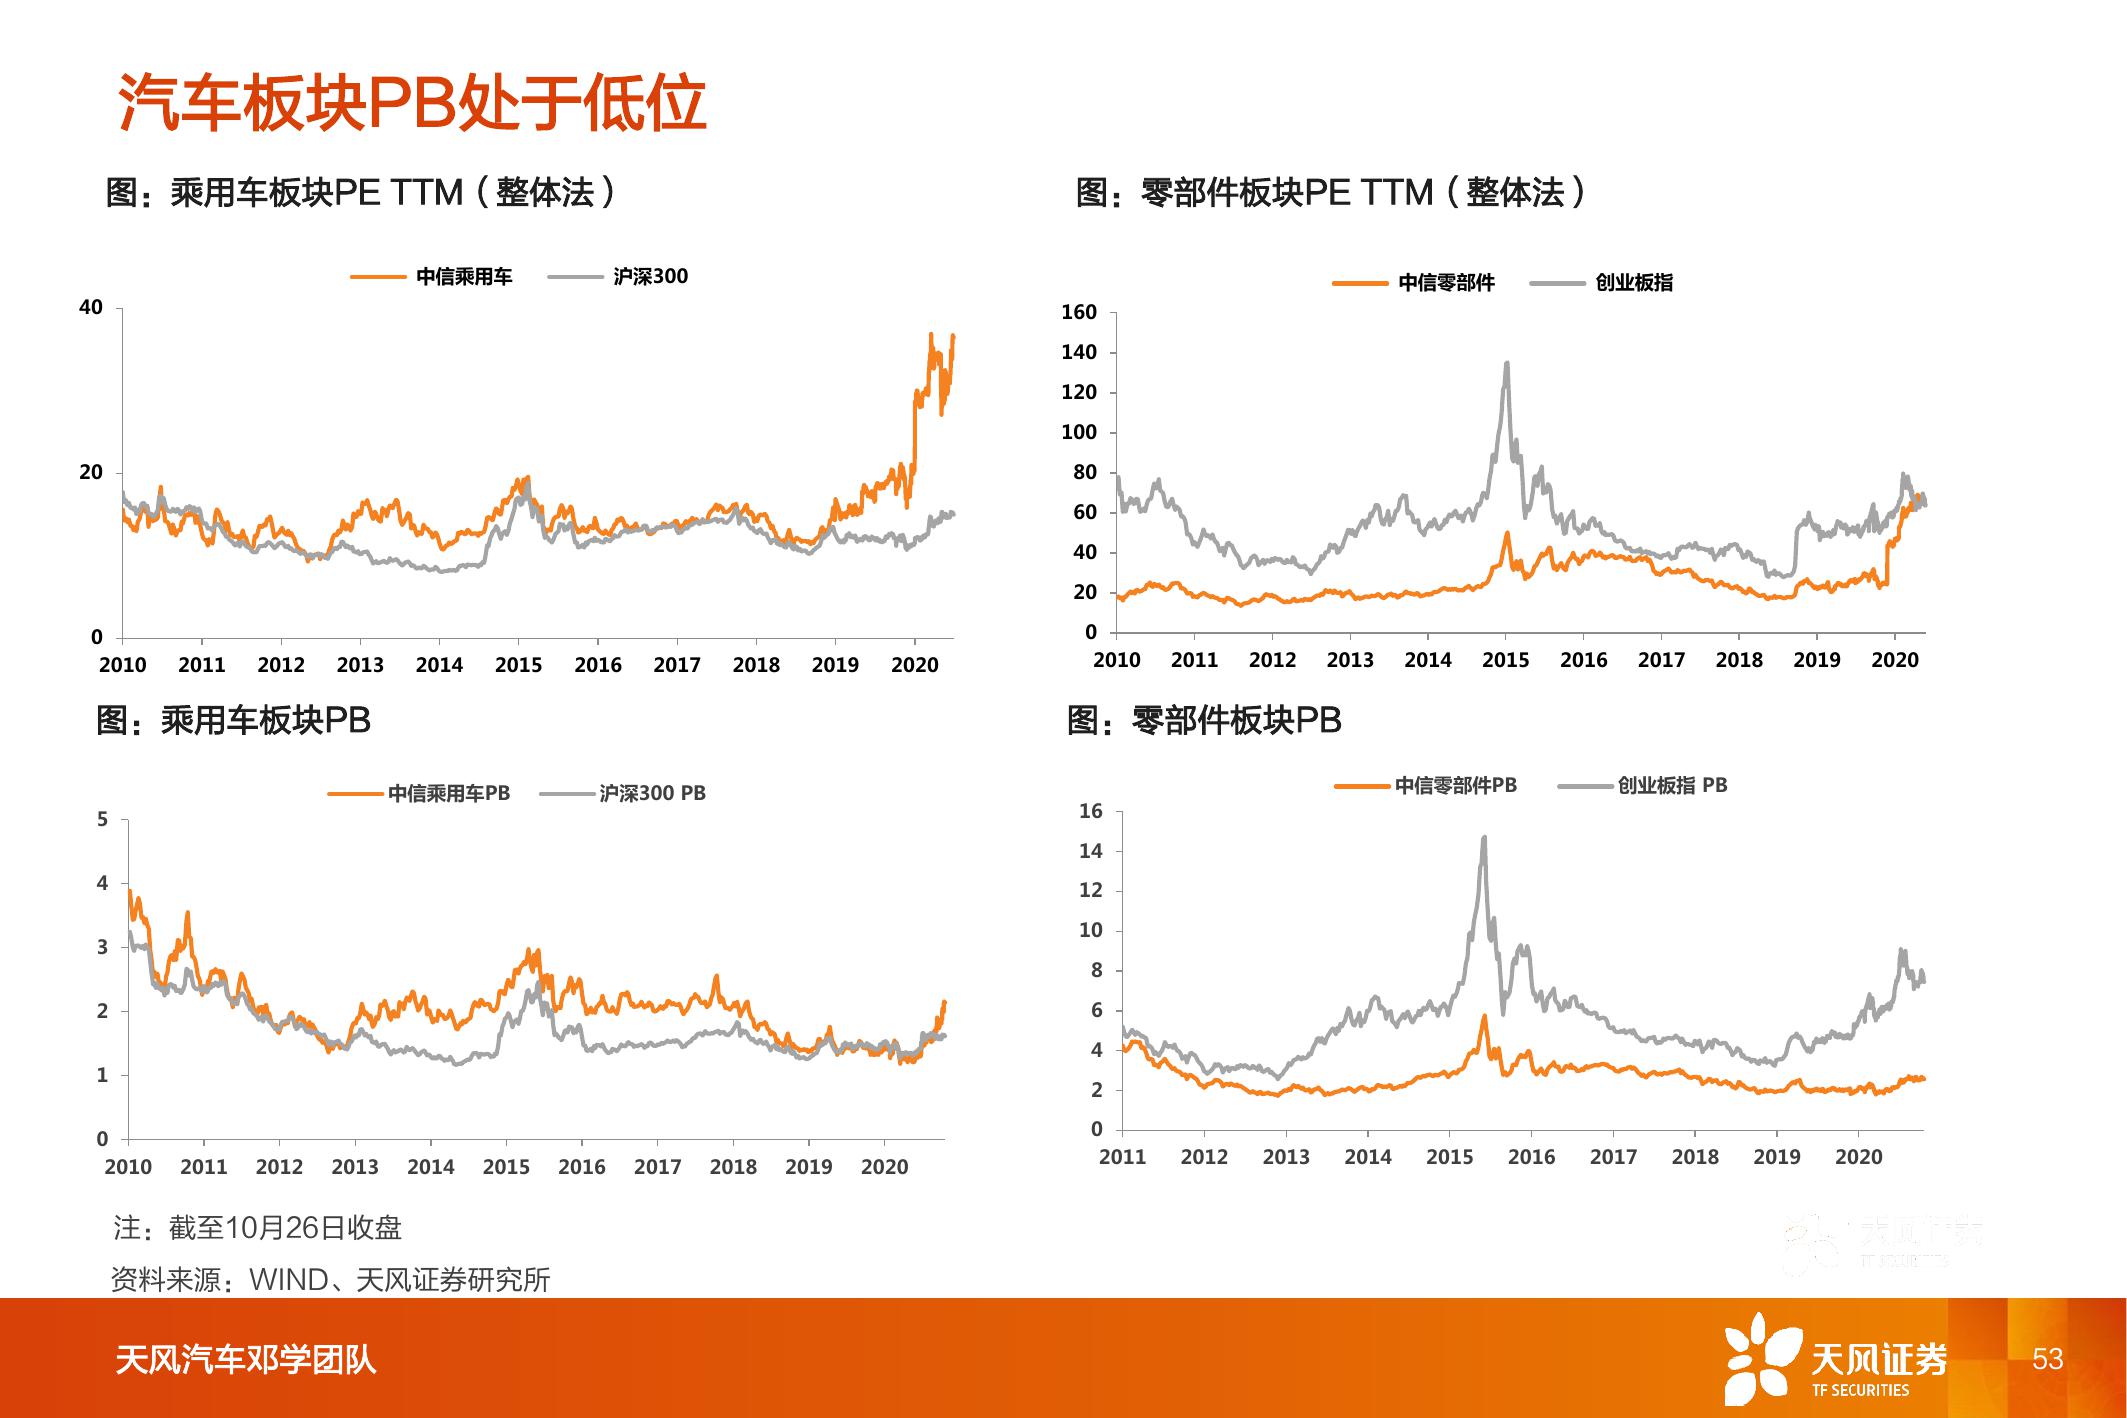 汽车板块PB处于低位
图：乘用车板块PE TTM（整体法）
中信乘用车 沪深300
40
20
0
2010 2011 2012 2013 2014 2015 2016 2017 2018 2019 2020
图：零部件板块PE TTM（整体法）
中信零部件 创业板指
160
140
120
100
80
60
40
20
0
2010 2011 2012 2013 2014 2015 2016 2017 2018 2019 2020
图：乘用车板块PB
中信乘用车PB 沪深300 PB
5
4
3
2
1
0
2010 2011 2012 2013 2014 2015 2016 2017 2018 2019 2020
图：零部件板块PB
中信零部件PB 创业板指 PB
16
14
12
10
8
6
4
2
0
2011 2012 2013 2014 2015 2016 2017 2018 2019 2020
注：截至10月26日收盘
资料来源：WIND、天风证券研究所
天风汽车邓学团队
天风证券
TF SECURITIES
53